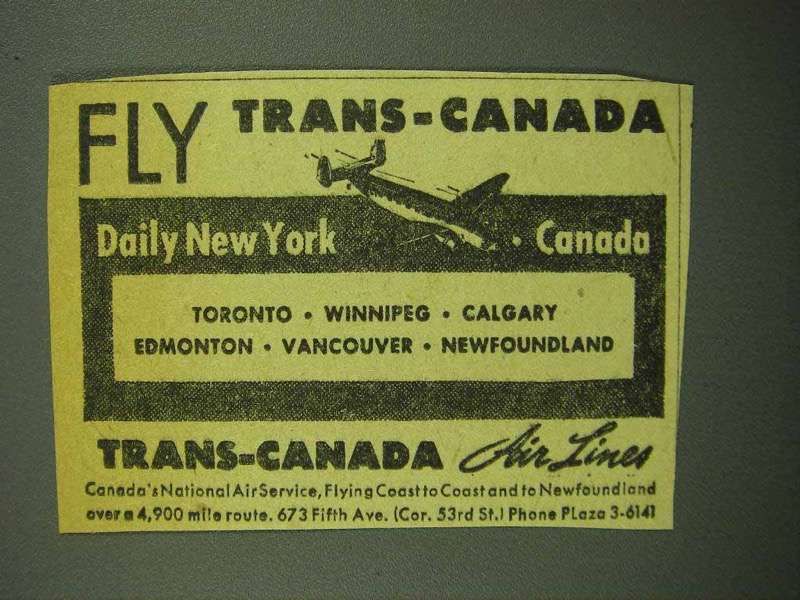 FLY TRANS-CANADA
Daily New York • Canada
TORONTO • WINNIPEG • CALGARY
EDMONTON • VANCOUVER • NEWFOUNDLAND
TRANS-CANADA Air Lines
Canada's National Air Service, Flying Coast to Coast and to Newfoundland
over a 4,900 mile route. 673 Fifth Ave. (Cor. 53rd St.) Phone PLaza 3-6141